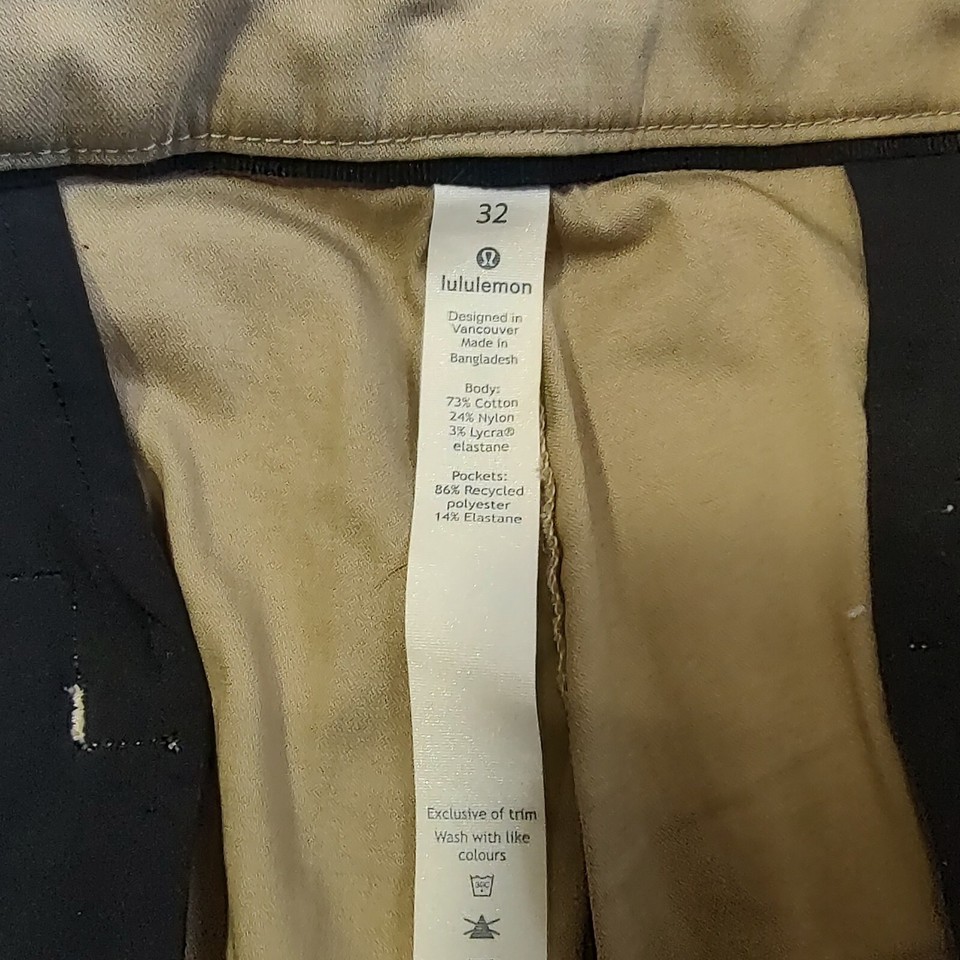 32
lululemon
Designed in
Vancouver
Made in
Bangladesh
Body:
73% Cotton
24% Nylon
3% Lycra®
elastane
Pockets:
86% Recycled
polyester
14% Elastane
Exclusive of trim
Wash with like
colours
30C